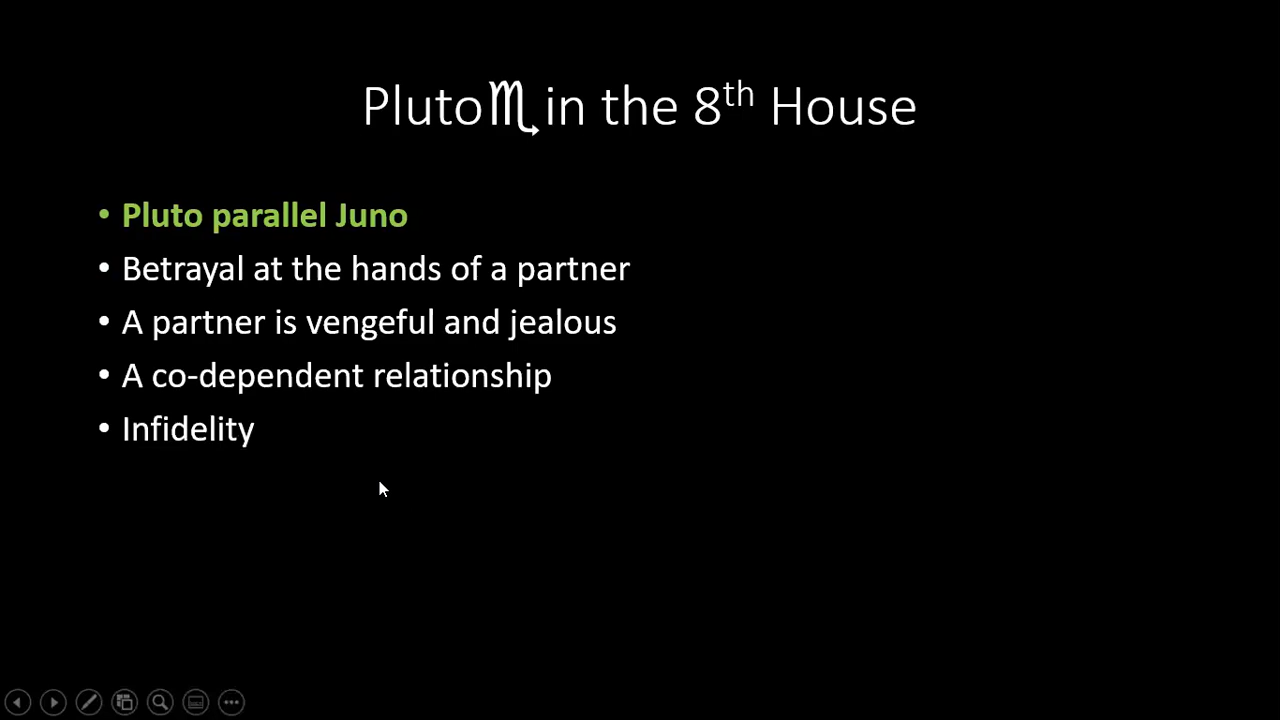 Pluto♏in the 8th House
• Pluto parallel Juno
• Betrayal at the hands of a partner
• A partner is vengeful and jealous
• A co-dependent relationship
• Infidelity